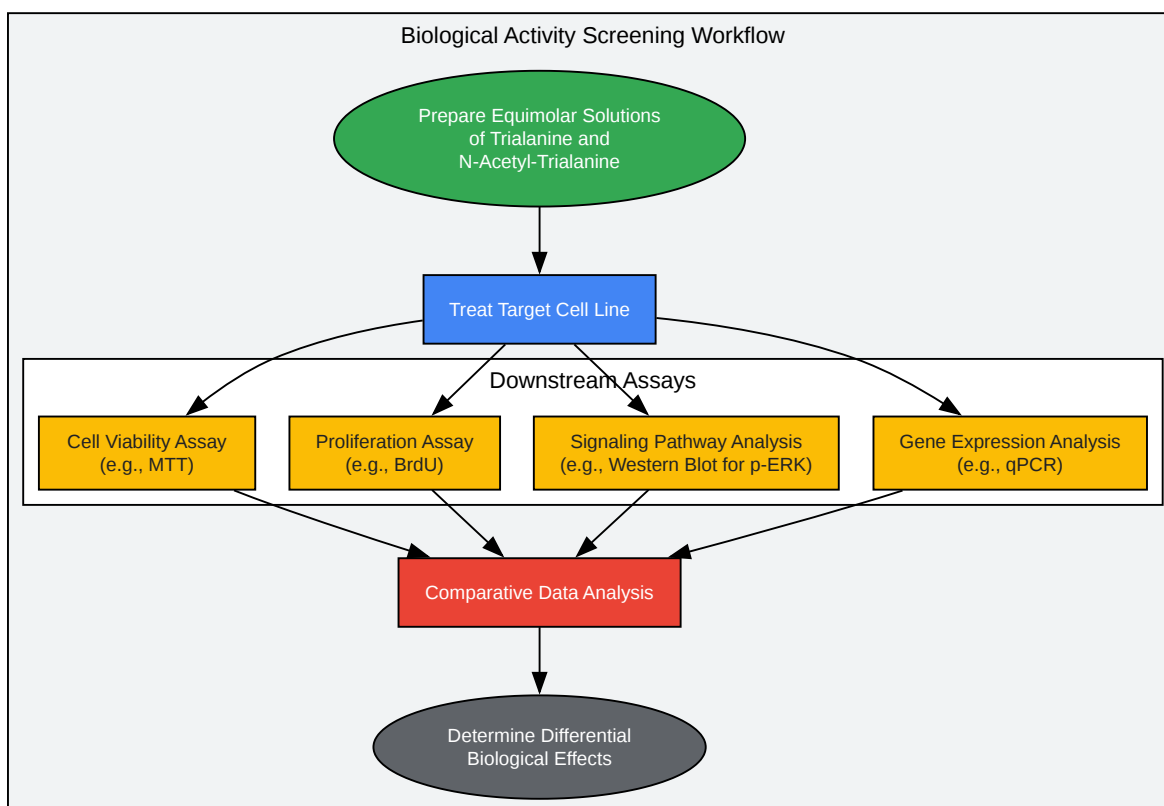 Biological Activity Screening Workflow
Prepare Equimolar Solutions
of Trialanine and
N-Acetyl-Trialanine
Treat Target Cell Line
Downstream Assays
Cell Viability Assay
(e.g., MTT)
Proliferation Assay
(e.g., BrdU)
Signaling Pathway Analysis
(e.g., Western Blot for p-ERK)
Gene Expression Analysis
(e.g., qPCR)
Comparative Data Analysis
Determine Differential
Biological Effects